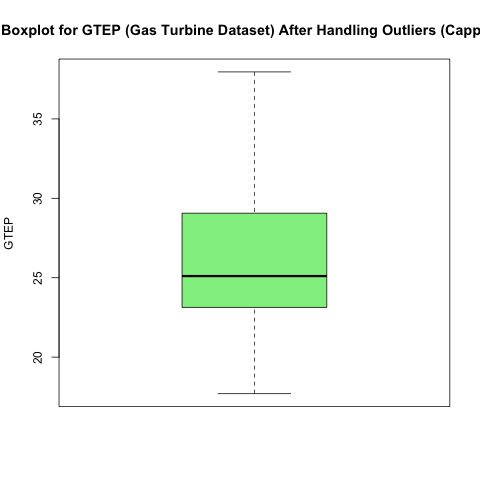 Boxplot for GTEP (Gas Turbine Dataset) After Handling Outliers (Capp
35
30
25
20
GTEP